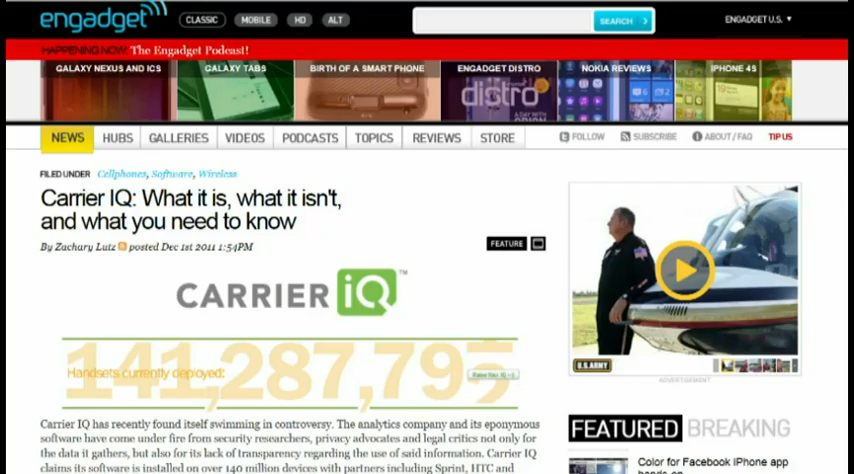 engadget
CLASSIC MOBILE HD ALT
SEARCH
ENGADGET U.S.
HAPPENING NOW: The Engadget Podcast!
GALAXY NEXUS AND ICS GALAXY TABS BIRTH OF A SMART PHONE ENGADGET DISTRO NOKIA REVIEWS IPHONE 4S
distro
NEWS HUBS GALLERIES VIDEOS PODCASTS TOPICS REVIEWS STORE FOLLOW SUBSCRIBE ABOUT / FAQ TIP US
FILED UNDER Cellphones, Software, Wireless
Carrier IQ: What it is, what it isn't,
and what you need to know
By Zachary Lutz posted Dec 1st 2011 1:54PM
FEATURE
CARRIER iQ™
Handsets currently deployed:
U.S. ARMY
ADVERTISEMENT
Carrier IQ has recently found itself swimming in controversy. The analytics company and its eponymous
software have come under fire from security researchers, privacy advocates and legal critics not only for
the data it gathers, but also for its lack of transparency regarding the use of said information. Carrier IQ
claims its software is installed on over 140 million devices with partners including Sprint, HTC and
FEATURED BREAKING
Color for Facebook iPhone app
hands-on